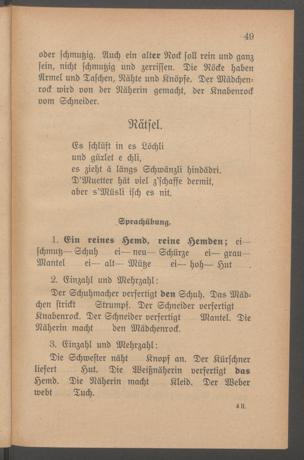 49
oder schmutzig. Auch ein alter Rock soll rein und ganz
sein, nicht schmutzig und zerrissen. Die Röcke haben
Ärmel und Taschen, Nähte und Knöpfe. Der Mädchen-
rock wird von der Näherin gemacht, der Knabenrock
vom Schneider.
Rätsel.
Es schlüft in es Löchli
und gürlet e chli,
es zieht ä längs Schwänzli hindädri.
D'Muetter hät viel z'schaffe dermit,
aber s'Müsli isch es nit.
Sprachübung.
1. Ein reines Hemd, reine Hemden; ei—
schmutz—Schuh ei—neu—Schürze ei—grau—
Mantel ei—alt—Mütze ei—hoh—Hut .
2. Einzahl und Mehrzahl:
Der Schuhmacher verfertigt den Schuh. Das Mäd-
chen strickt Strumpf. Der Schneider verfertigt
Knabenrock. Der Schneider verfertigt Mantel. Die
Näherin macht den Mädchenrock.
3. Einzahl und Mehrzahl:
Die Schwester näht Knopf an. Der Kürschner
liefert Hut. Die Weißnäherin verfertigt das
Hemd. Die Näherin macht Kleid. Der Weber
webt Tuch.
4 II.